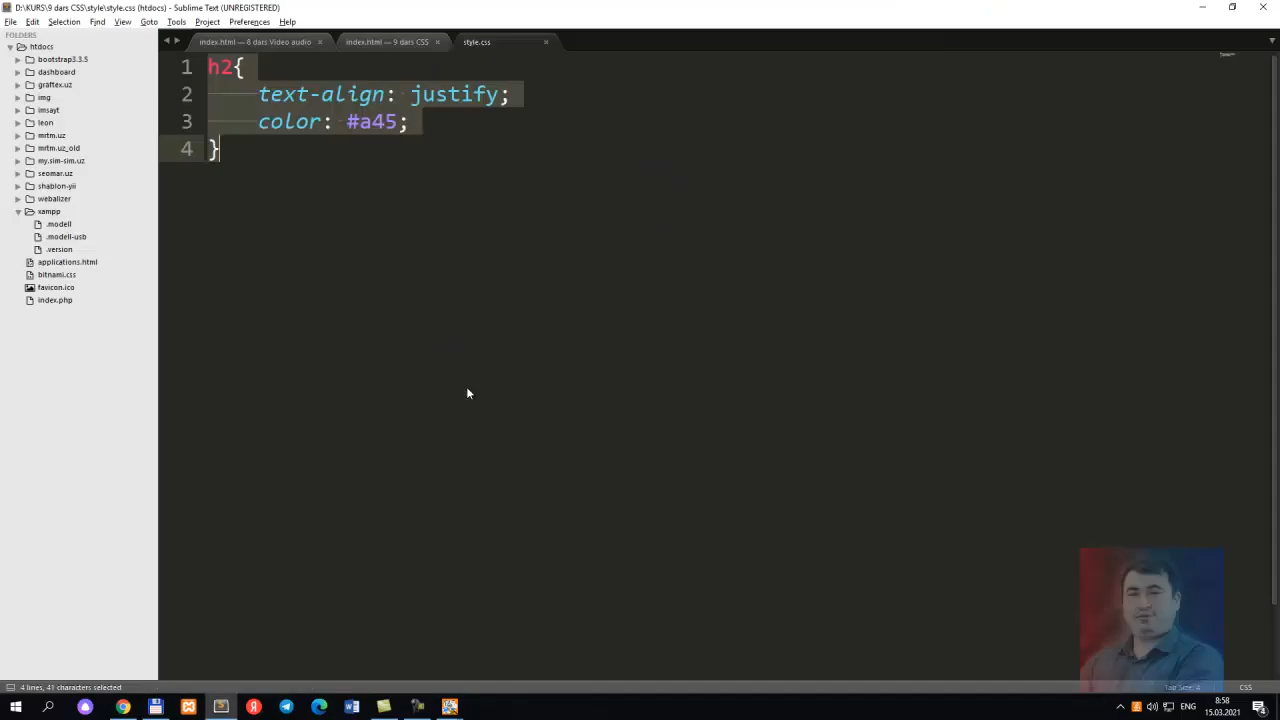 D:\KURS\9 dars CSS\style\style.css (htdocs) - Sublime Text (UNREGISTERED)
File Edit Selection Find View Goto Tools Project Preferences Help
FOLDERS
htdocs
bootstrap3.3.5
dashboard
graftex.uz
img
imsayt
leon
mrtm.uz
mrtm.uz_old
my.sim-sim.uz
seomar.uz
shablon-yii
webalizer
xampp
.modell
.modell-usb
.version
applications.html
bitnami.css
favicon.ico
index.php
index.html — 8 dars Video audio
index.html — 9 dars CSS
style.css
1 h2{
2 text-align: justify;
3 color: #a45;
4 }
4 lines, 41 characters selected
Tab Size: 4
CSS
ENG
8:58
15.03.2021